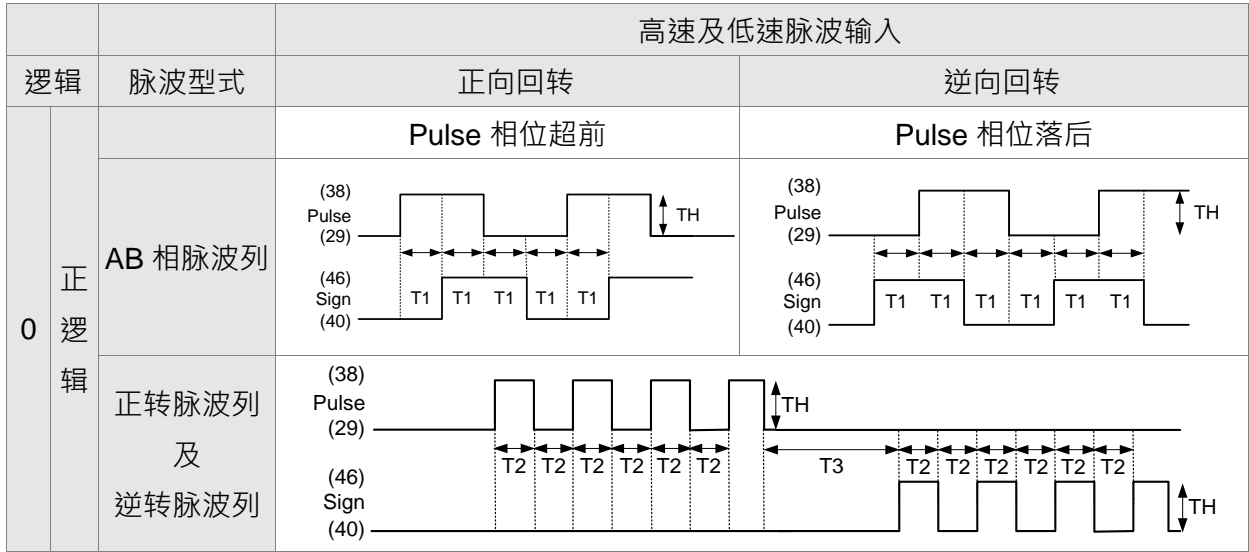 高速及低速脉波输入
逻辑 脉波型式 正向回转 逆向回转
0
正逻辑
AB 相脉波列
Pulse 相位超前
(38)
Pulse
(29)
TH
(46)
Sign
(40)
T1 T1 T1 T1 T1
Pulse 相位落后
(38)
Pulse
(29)
TH
(46)
Sign
(40)
T1 T1 T1 T1 T1 T1
正转脉波列
及
逆转脉波列
(38)
Pulse
(29)
TH
T2 T2 T2 T2 T2 T2 T3 T2 T2 T2 T2 T2 T2
(46)
Sign
(40)
TH